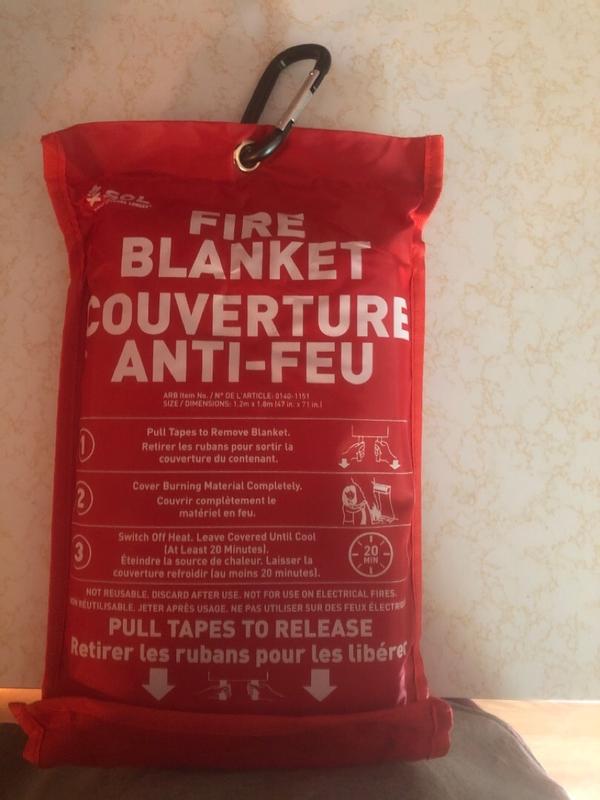 SOL
FIRE
BLANKET
COUVERTURE
ANTI-FEU
ARB Item No. / Nº DE L'ARTICLE: 0140-1151
SIZE / DIMENSIONS: 1.2m x 1.8m (47 in. x 71 in.)
1
Pull Tapes to Remove Blanket.
Retirer les rubans pour sortir la
couverture du contenant.
2
Cover Burning Material Completely.
Couvrir complètement le
matériel en feu.
3
Switch Off Heat. Leave Covered Until Cool
(At Least 20 Minutes).
Éteindre la source de chaleur. Laisser la
couverture refroidir (au moins 20 minutes).
20
MIN
NOT REUSABLE. DISCARD AFTER USE. NOT FOR USE ON ELECTRICAL FIRES.
NON RÉUTILISABLE. JETER APRÈS USAGE. NE PAS UTILISER SUR DES FEUX ÉLECTRI
PULL TAPES TO RELEASE
Retirer les rubans pour les libérer